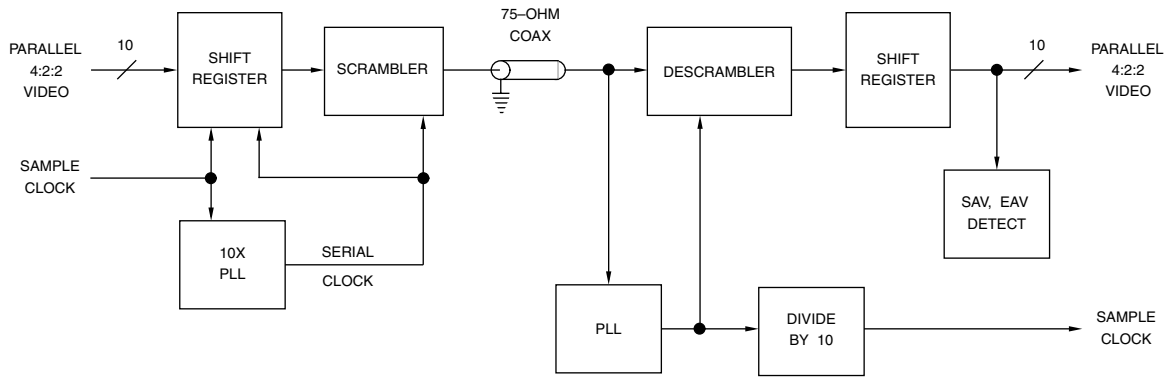 PARALLEL
4:2:2
VIDEO
10
SHIFT
REGISTER
SCRAMBLER
75–OHM
COAX
DESCRAMBLER
SHIFT
REGISTER
10
PARALLEL
4:2:2
VIDEO
SAMPLE
CLOCK
10X
PLL
SERIAL
CLOCK
SAV, EAV
DETECT
PLL
DIVIDE
BY 10
SAMPLE
CLOCK